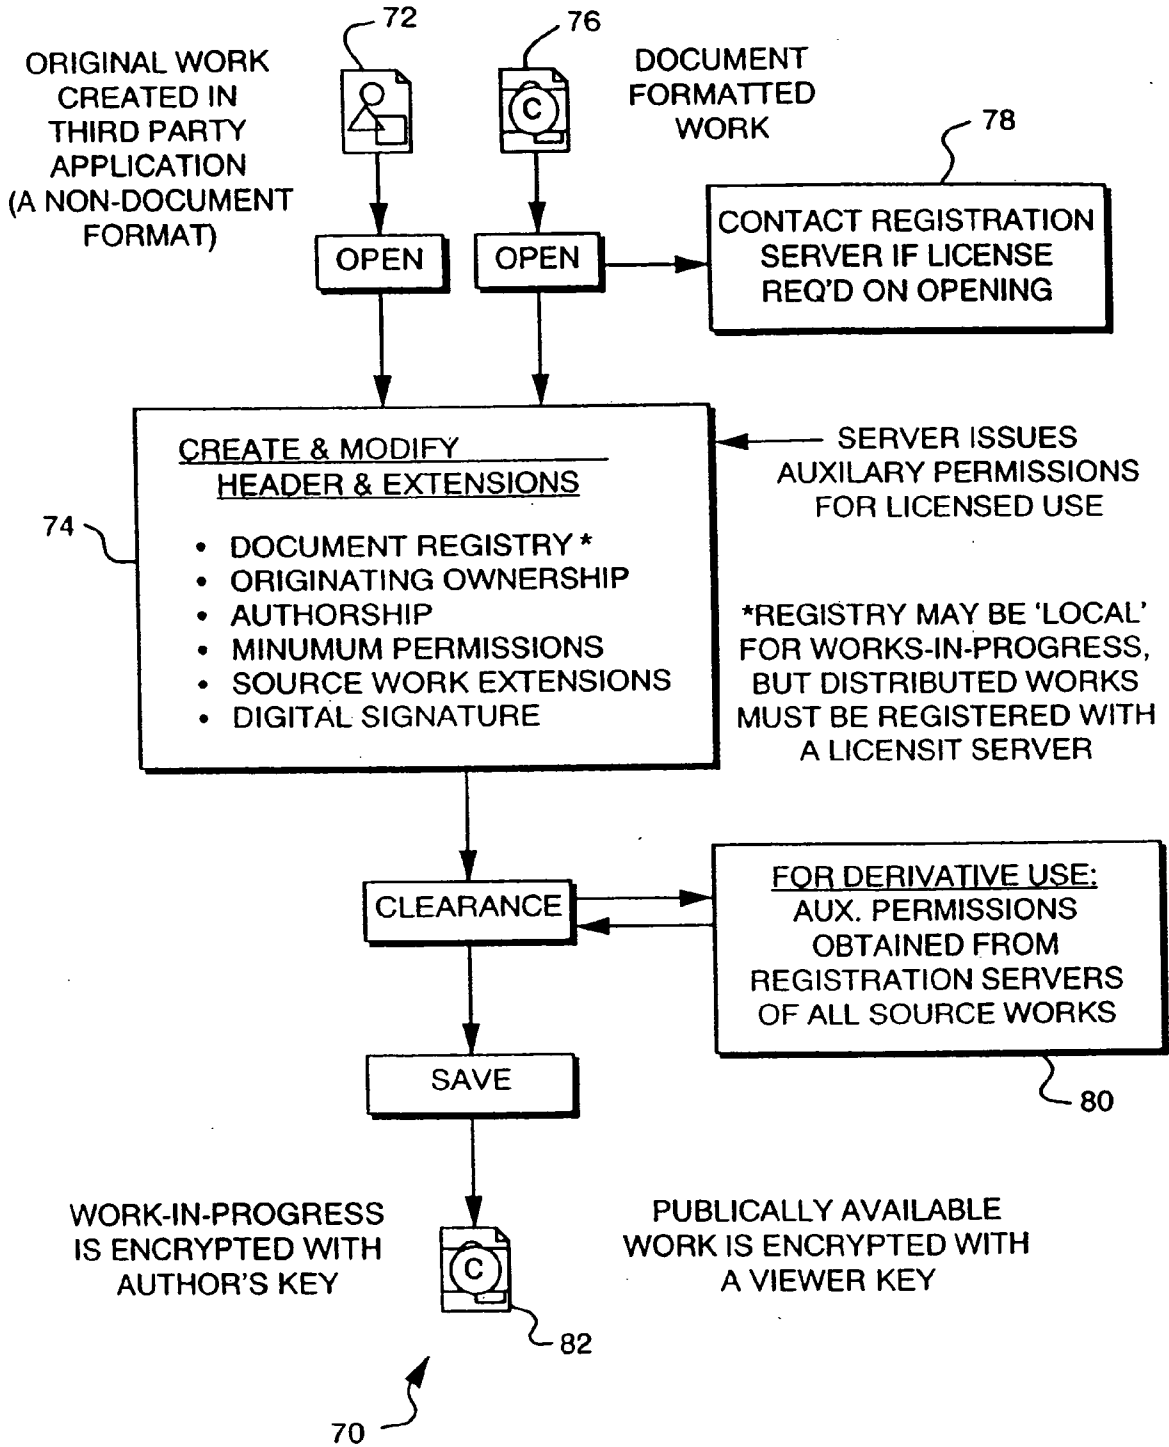 72
76
ORIGINAL WORK
CREATED IN
THIRD PARTY
APPLICATION
(A NON-DOCUMENT
FORMAT)
C
DOCUMENT
FORMATTED
WORK
78
OPEN
OPEN
CONTACT REGISTRATION
SERVER IF LICENSE
REQ'D ON OPENING
74
CREATE & MODIFY
HEADER & EXTENSIONS
• DOCUMENT REGISTRY *
• ORIGINATING OWNERSHIP
• AUTHORSHIP
• MINUMUM PERMISSIONS
• SOURCE WORK EXTENSIONS
• DIGITAL SIGNATURE
SERVER ISSUES
AUXILARY PERMISSIONS
FOR LICENSED USE
*REGISTRY MAY BE 'LOCAL'
FOR WORKS-IN-PROGRESS,
BUT DISTRIBUTED WORKS
MUST BE REGISTERED WITH
A LICENSIT SERVER
CLEARANCE
FOR DERIVATIVE USE:
AUX. PERMISSIONS
OBTAINED FROM
REGISTRATION SERVERS
OF ALL SOURCE WORKS
80
SAVE
WORK-IN-PROGRESS
IS ENCRYPTED WITH
AUTHOR'S KEY
C
PUBLICALLY AVAILABLE
WORK IS ENCRYPTED WITH
A VIEWER KEY
82
70